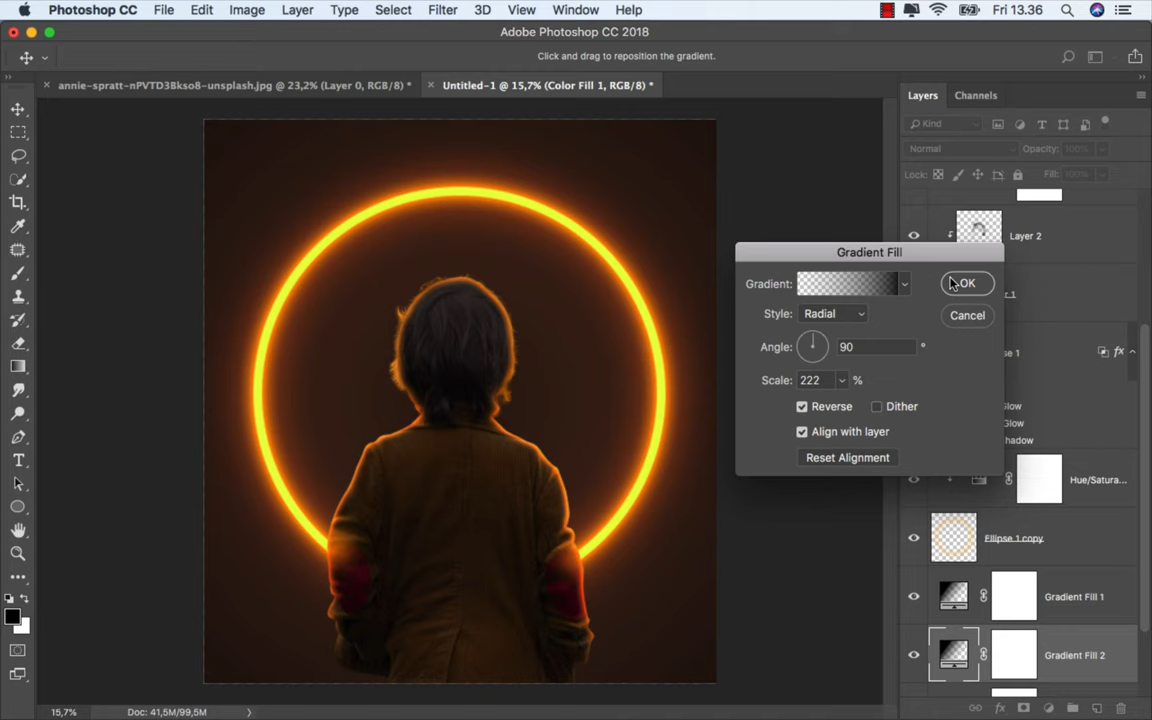 Photoshop CC File Edit Image Layer Type Select Filter 3D View Window Help Fri 13.36
Adobe Photoshop CC 2018
Click and drag to reposition the gradient.
annie-spratt-nPVTD3Bkso8-unsplash.jpg @ 23,2% (Layer 0, RGB/8) *
Untitled-1 @ 15,7% (Color Fill 1, RGB/8) *
Layers Channels
Kind
Normal Opacity: 100%
Lock: Fill: 100%
Layer 2
Gradient Fill
Gradient: OK
Style: Radial Cancel
Angle: 90 °
Scale: 222 %
Reverse Dither
Align with layer
Reset Alignment
Hue/Satura...
Ellipse 1 copy
Gradient Fill 1
Gradient Fill 2
15,7% Doc: 41,5M/99,5M